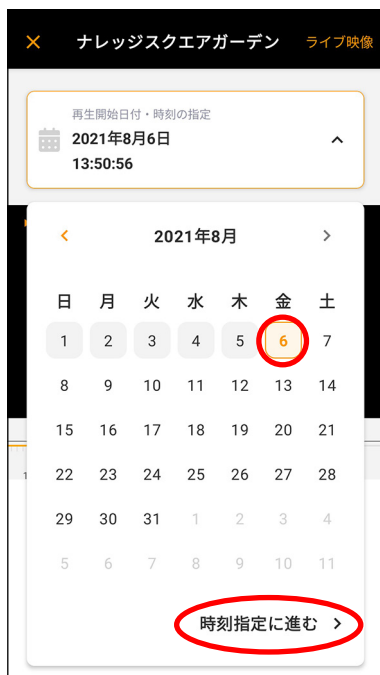 × ナレッジスクエアガーデン ライブ映像
再生開始日付・時刻の指定
2021年8月6日
13:50:56
2021年8月
日 月 火 水 木 金 土
1 2 3 4 5 6 7
8 9 10 11 12 13 14
15 16 17 18 19 20 21
22 23 24 25 26 27 28
29 30 31 1 2 3 4
5 6 7 8 9 10 11
時刻指定に進む